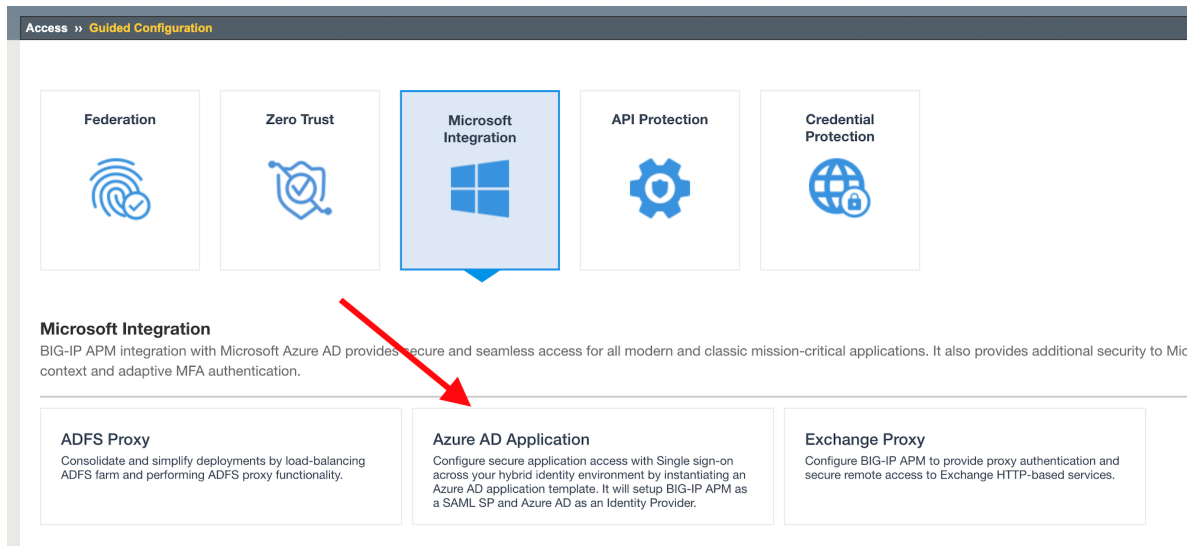 Access ›› Guided Configuration
Federation
Zero Trust
Microsoft
Integration
API Protection
Credential
Protection
Microsoft Integration
BIG-IP APM integration with Microsoft Azure AD provides secure and seamless access for all modern and classic mission-critical applications. It also provides additional security to
context and adaptive MFA authentication.
ADFS Proxy
Consolidate and simplify deployments by load-balancing
ADFS farm and performing ADFS proxy functionality.
Azure AD Application
Configure secure application access with Single sign-on
across your hybrid identity environment by instantiating an
Azure AD application template. It will setup BIG-IP APM as
a SAML SP and Azure AD as an Identity Provider.
Exchange Proxy
Configure BIG-IP APM to provide proxy authentication and
secure remote access to Exchange HTTP-based services.